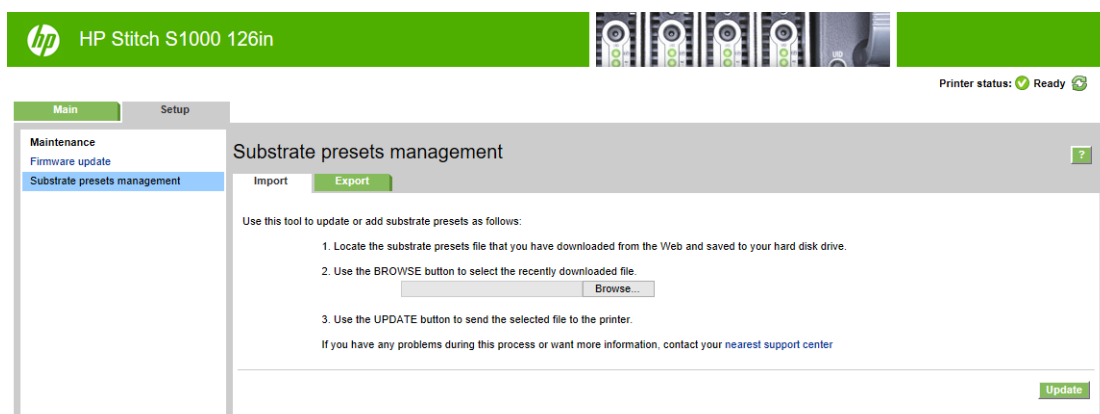 hp HP Stitch S1000 126in
UID
Printer status: Ready
Main Setup
Maintenance
Firmware update
Substrate presets management
Substrate presets management
?
Import Export
Use this tool to update or add substrate presets as follows:
1. Locate the substrate presets file that you have downloaded from the Web and saved to your hard disk drive.
2. Use the BROWSE button to select the recently downloaded file.
Browse...
3. Use the UPDATE button to send the selected file to the printer.
If you have any problems during this process or want more information, contact your nearest support center
Update